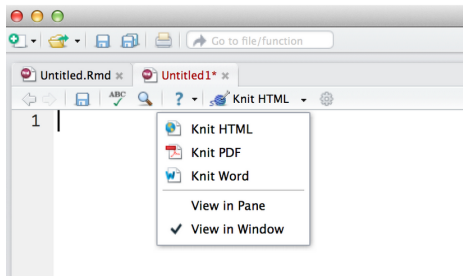 Go to file/function
Untitled.Rmd
Untitled1*
ABC
? Knit HTML
1
Knit HTML
Knit PDF
Knit Word
View in Pane
View in Window